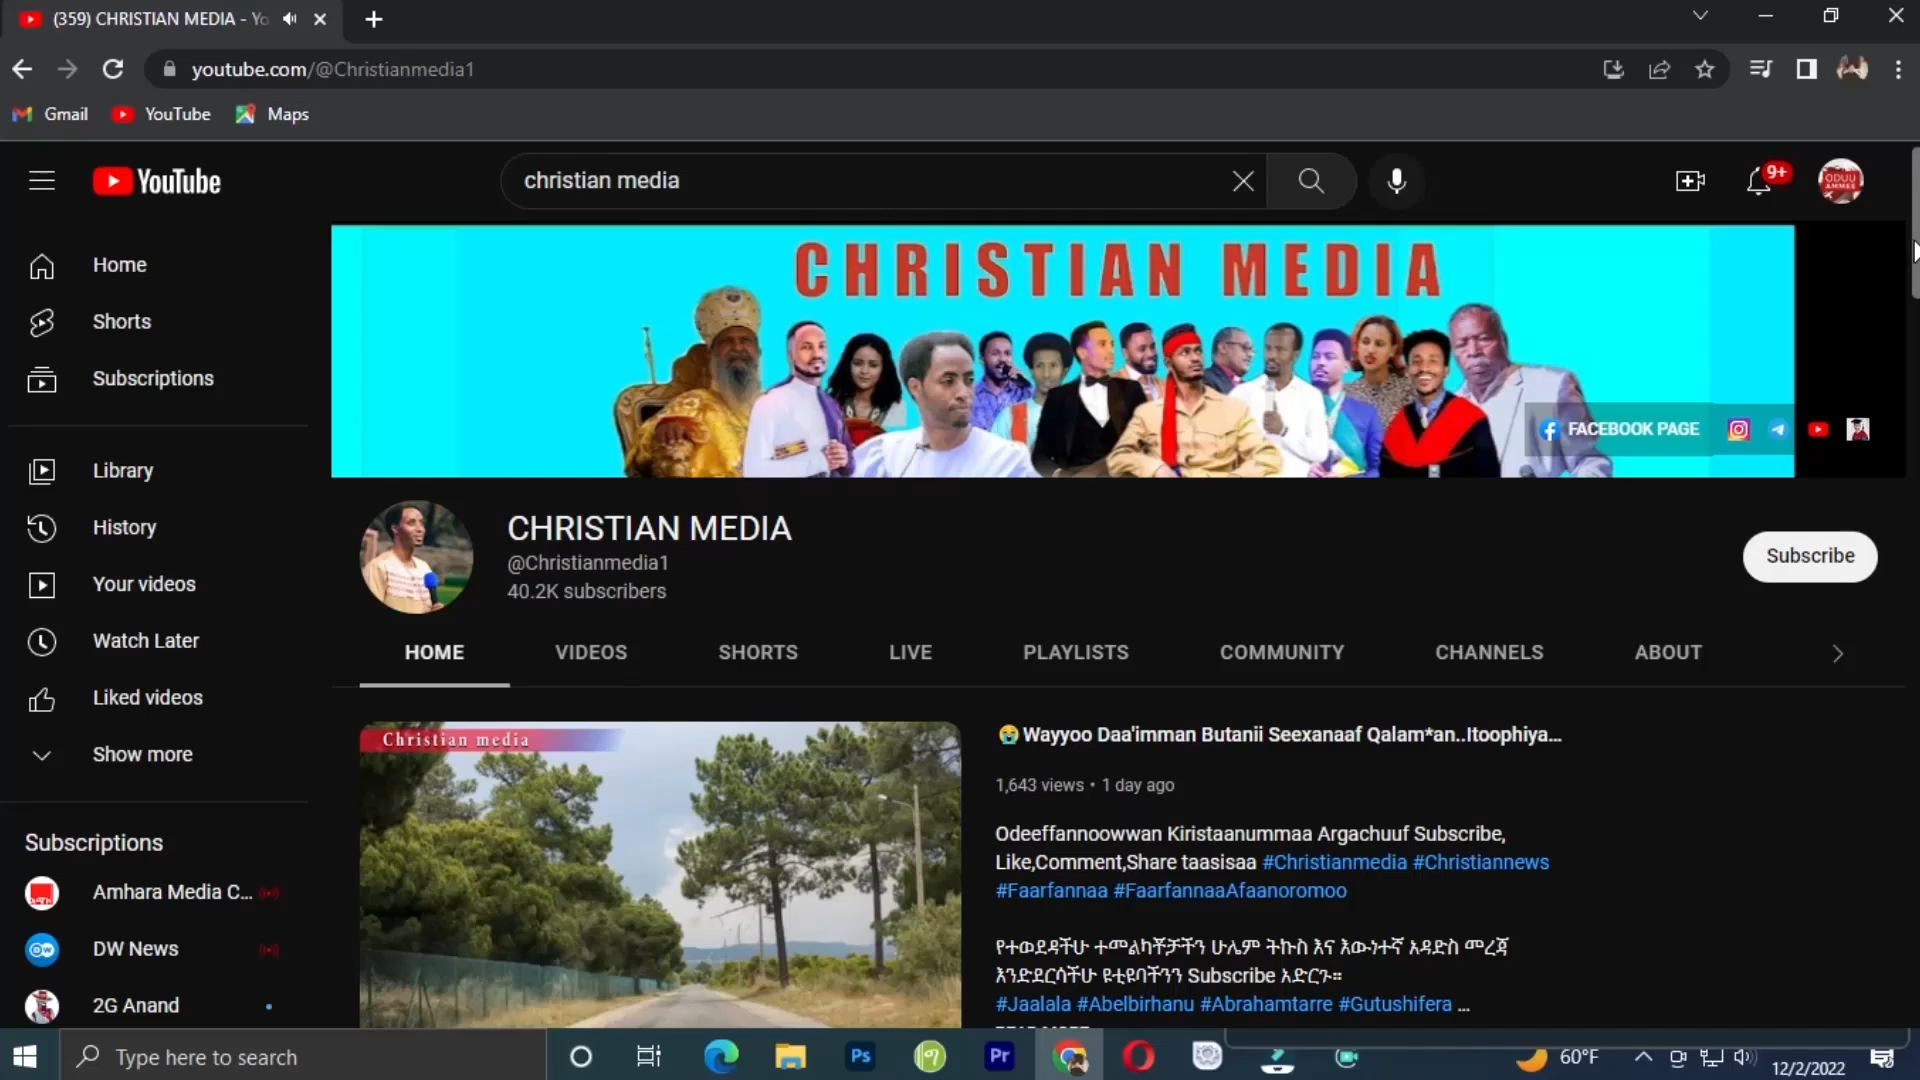 (359) CHRISTIAN MEDIA - Yo
youtube.com/@Christianmedia1
Gmail
YouTube
Maps
YouTube
christian media
9+
ODUU
AMMEE
Home
Shorts
Subscriptions
Library
History
Your videos
Watch Later
Liked videos
Show more
Subscriptions
Amhara Media C...
DW News
2G Anand
CHRISTIAN MEDIA
FACEBOOK PAGE
CHRISTIAN MEDIA
@Christianmedia1
40.2K subscribers
Subscribe
HOME VIDEOS SHORTS LIVE PLAYLISTS COMMUNITY CHANNELS ABOUT
Christian media
😭Wayyoo Daa'imman Butanii Seexanaaf Qalam*an..Itoophiya...
1,643 views • 1 day ago
Odeeffannoowwan Kiristaanummaa Argachuuf Subscribe,
Like,Comment,Share taasisaa #Christianmedia #Christiannews
#Faarfannaa #FaarfannaaAfaanoromoo
የተወደዳችሁ ተመልካቾቻችን ሁሌም ትኩስ እና እውነተኛ አዳድስ መረጃ
እንድደርሳችሁ ዩቲዩባችንን Subscribe አድርጉ።
#Jaalala #Abelbirhanu #Abrahamtarre #Gutushifera ...
Type here to search
Ps
Pr
60°F
12/2/2022